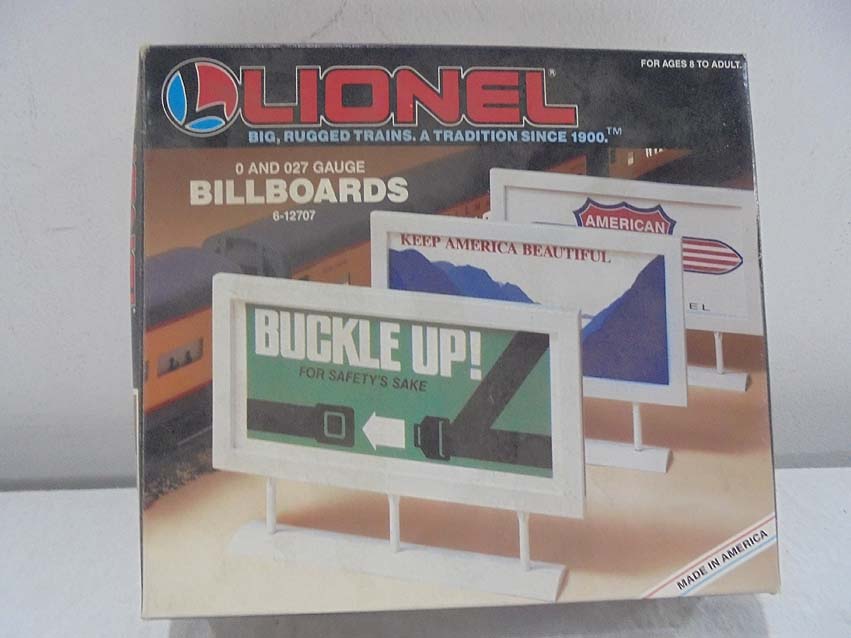 FOR AGES 8 TO ADULT.
LIONEL®
BIG, RUGGED TRAINS. A TRADITION SINCE 1900.™
O AND 027 GAUGE
BILLBOARDS
6-12707
AMERICAN
EL
KEEP AMERICA BEAUTIFUL
BUCKLE UP!
FOR SAFETY'S SAKE
MADE IN AMERICA